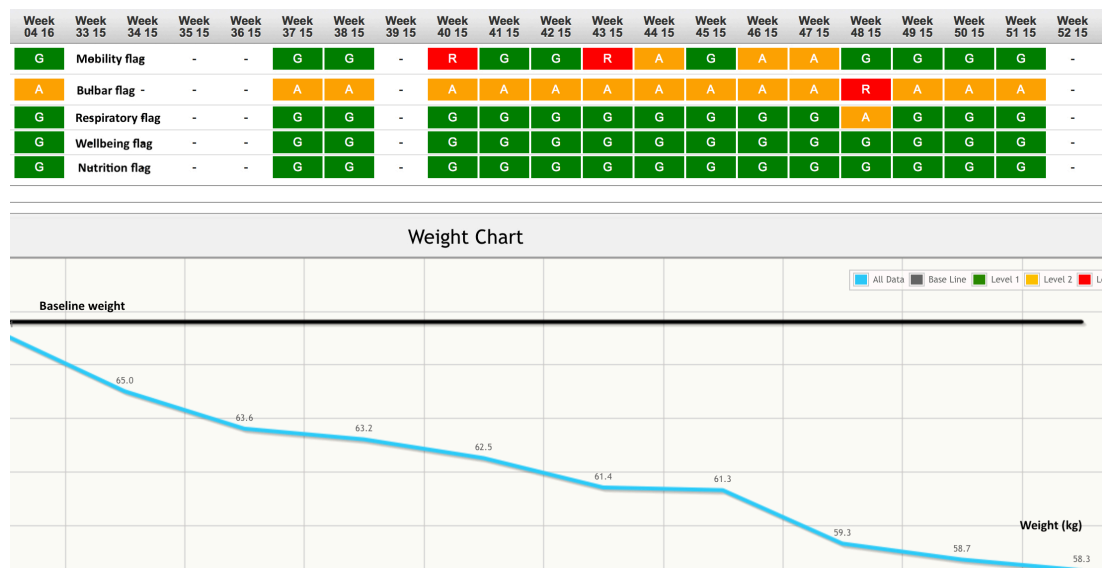 Week Week Week Week Week Week Week Week Week Week Week Week Week Week Week Week Week Week Week Week Week
04 16 33 15 34 15 35 15 36 15 37 15 38 15 39 15 40 15 41 15 42 15 43 15 44 15 45 15 46 15 47 15 48 15 49 15 50 15 51 15 52 15
G Mobility flag - - G G - R G G R A G A A G G G G -
A Bulbar flag - - - A A - A A A A A A A A R A A A -
G Respiratory flag - - G G - G G G G G G G G A G G G -
G Wellbeing flag - - G G - G G G G G G G G G G G G -
G Nutrition flag - - G G - G G G G G G G G G G G G -
Weight Chart
All Data Base Line Level 1 Level 2
Baseline weight
65.0
63.6
63.2
62.5
61.4
61.3
Weight (kg)
59.3
58.7
58.3